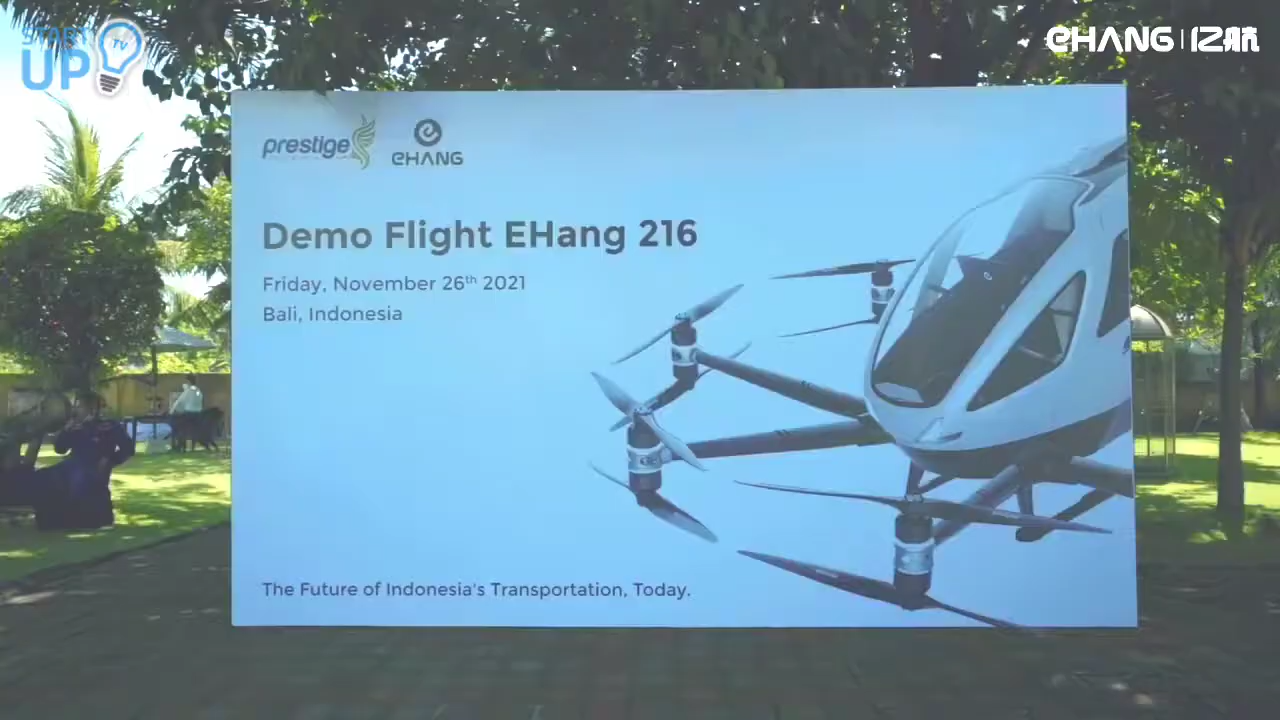 START
UP
TV
EHANG | 亿航
prestige
EHANG
Demo Flight EHang 216
Friday, November 26th 2021
Bali, Indonesia
The Future of Indonesia's Transportation, Today.